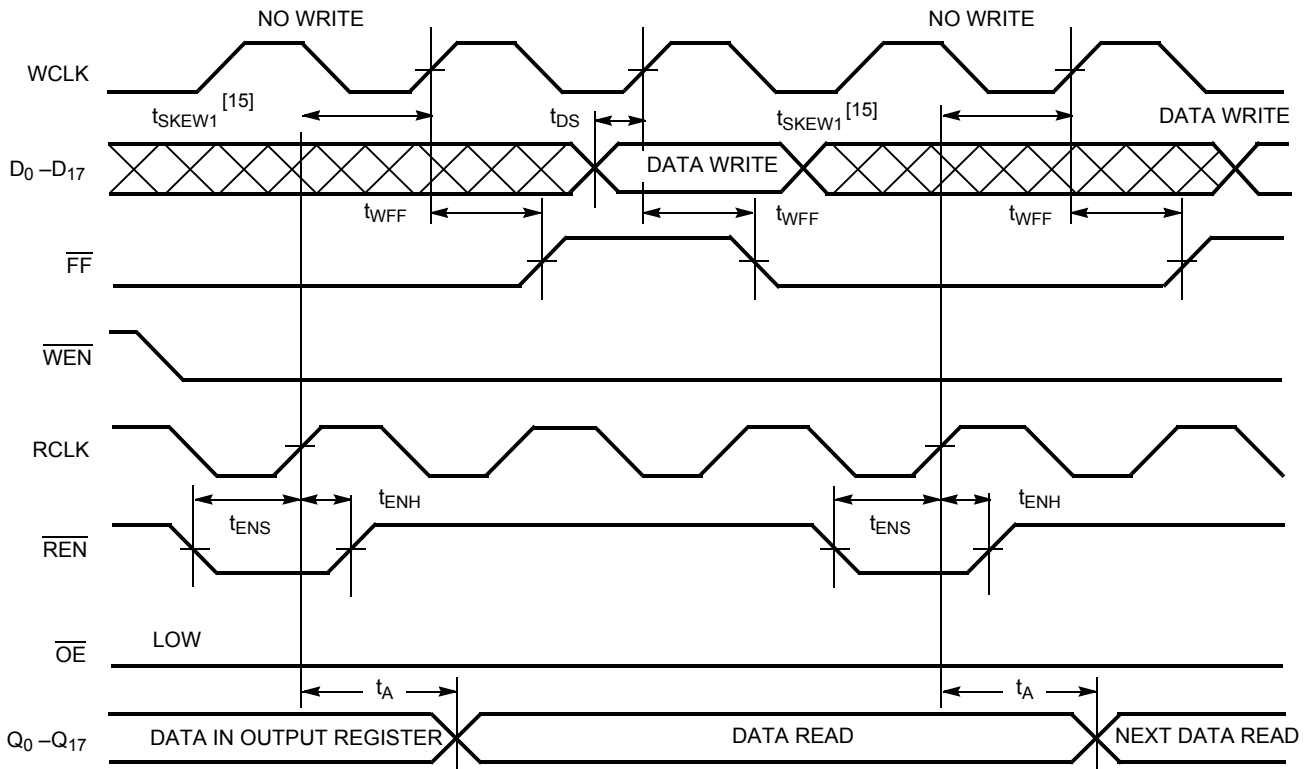 NO WRITE NO WRITE
WCLK
tSKEW1 [15] tDS tSKEW1 [15] DATA WRITE
D0 –D17 DATA WRITE
tWFF tWFF tWFF
FF
WEN
RCLK
tENS tENH tENS tENH
REN
OE LOW
tA tA
Q0 –Q17 DATA IN OUTPUT REGISTER DATA READ NEXT DATA READ